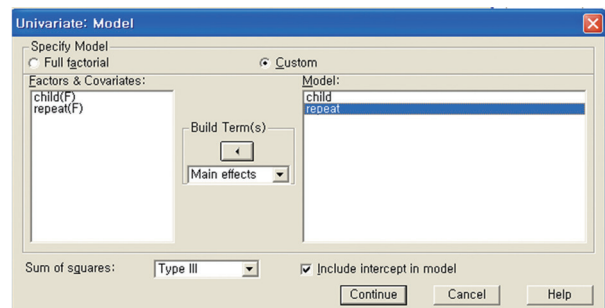 Univariate: Model
Specify Model
Full factorial
Custom
Factors & Covariates:
Model:
child(F)
repeat(F)
child
repeat
Build Term(s)
Main effects
Sum of squares:
Type III
Include intercept in model
Continue
Cancel
Help